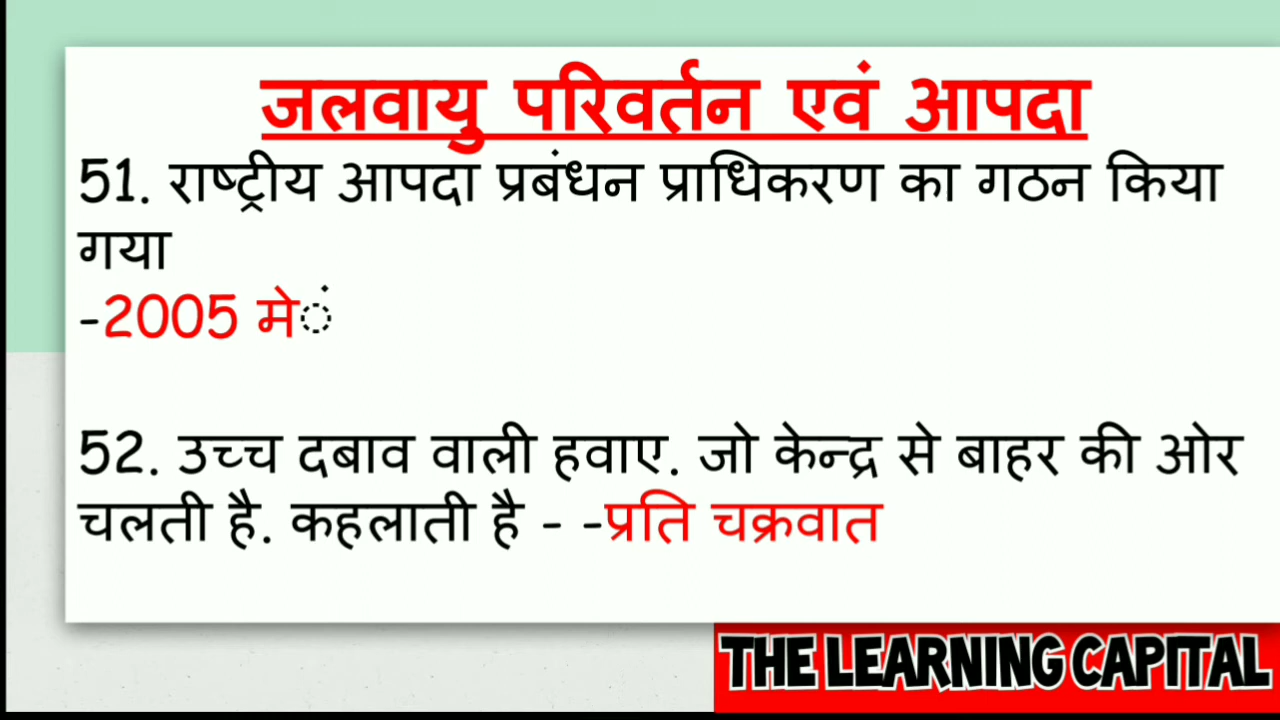 जलवायु परिवर्तन एवं आपदा
51. राष्ट्रीय आपदा प्रबंधन प्राधिकरण का गठन किया
गया
-2005 मेंं
52. उच्च दबाव वाली हवाए. जो केन्द्र से बाहर की ओर
चलती है. कहलाती है - -प्रति चक्रवात
THE LEARNING CAPITAL